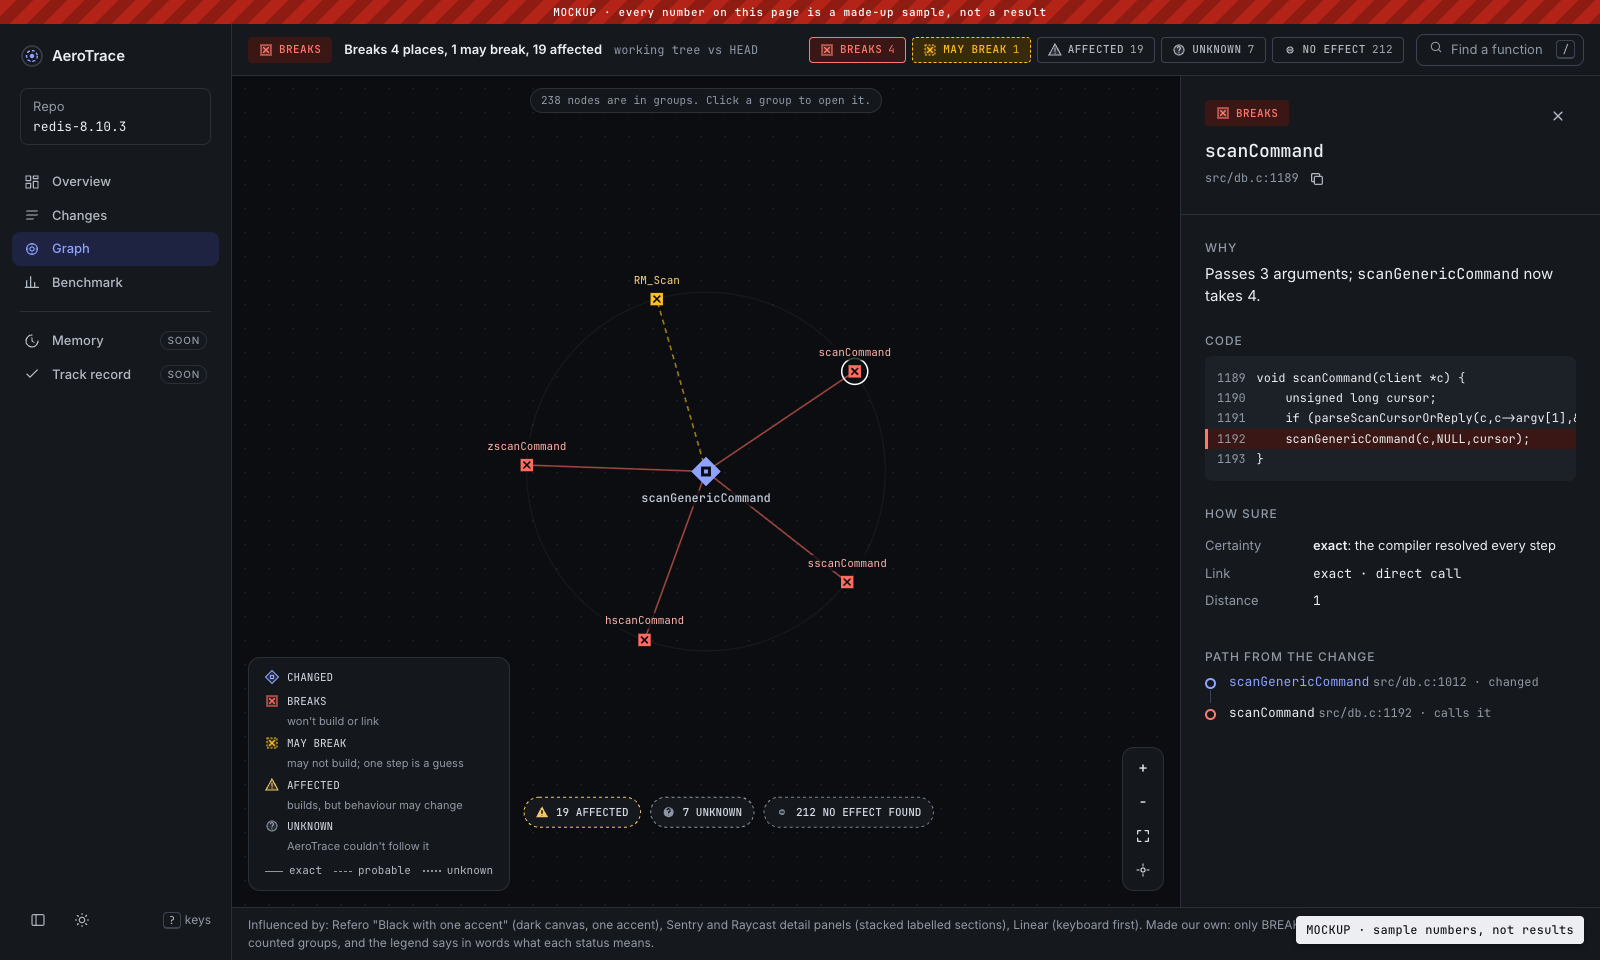 MOCKUP · every number on this page is a made-up sample, not a result
AeroTrace
Repo
redis-8.10.3
Overview
Changes
Graph
Benchmark
Memory SOON
Track record SOON
? keys
BREAKS Breaks 4 places, 1 may break, 19 affected working tree vs HEAD
BREAKS 4 MAY BREAK 1 AFFECTED 19 UNKNOWN 7 NO EFFECT 212 Find a function /
238 nodes are in groups. Click a group to open it.
RM_Scan
scanCommand
zscanCommand
scanGenericCommand
sscanCommand
hscanCommand
CHANGED
BREAKS
won't build or link
MAY BREAK
may not build; one step is a guess
AFFECTED
builds, but behaviour may change
UNKNOWN
AeroTrace couldn't follow it
exact probable unknown
19 AFFECTED 7 UNKNOWN 212 NO EFFECT FOUND
+
-
BREAKS
scanCommand
src/db.c:1189
WHY
Passes 3 arguments; scanGenericCommand now
takes 4.
CODE
1189 void scanCommand(client *c) {
1190 unsigned long cursor;
1191 if (parseScanCursorOrReply(c,c->argv[1],&
1192 scanGenericCommand(c,NULL,cursor);
1193 }
HOW SURE
Certainty exact: the compiler resolved every step
Link exact · direct call
Distance 1
PATH FROM THE CHANGE
scanGenericCommand src/db.c:1012 · changed
scanCommand src/db.c:1192 · calls it
Influenced by: Refero "Black with one accent" (dark canvas, one accent), Sentry and Raycast detail panels (stacked labelled sections), Linear (keyboard first). Made our own: only
counted groups, and the legend says in words what each status means.
MOCKUP · sample numbers, not results